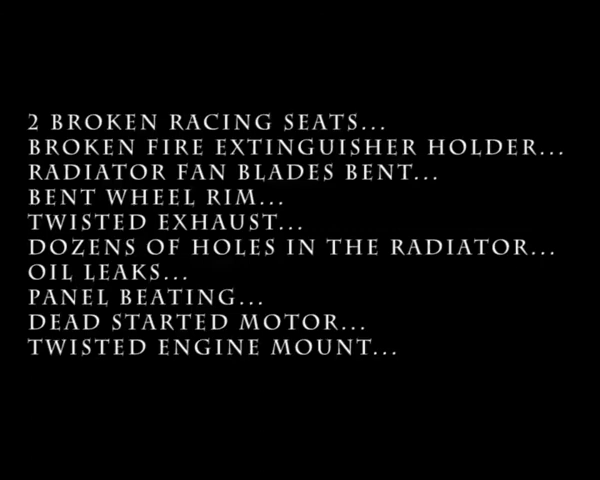 2 BROKEN RACING SEATS...
BROKEN FIRE EXTINGUISHER HOLDER...
RADIATOR FAN BLADES BENT...
BENT WHEEL RIM...
TWISTED EXHAUST...
DOZENS OF HOLES IN THE RADIATOR...
OIL LEAKS...
PANEL BEATING...
DEAD STARTED MOTOR...
TWISTED ENGINE MOUNT...